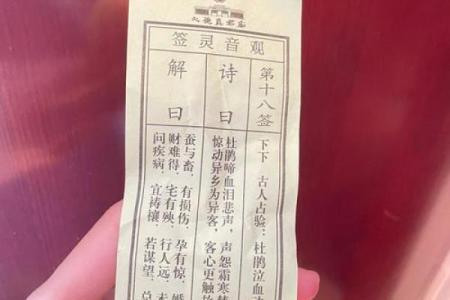 观音灵签
第十八签
下下 古人占验：杜鹃泣血
诗曰
杜鹃啼血泪悲声，声怨霜寒
惊动异乡为异客，客心更触
解曰
蚕与畜，有损伤，孕有惊，
财难得，宅有殃，行人远，
问疾病，宜祷禳，若谋望，